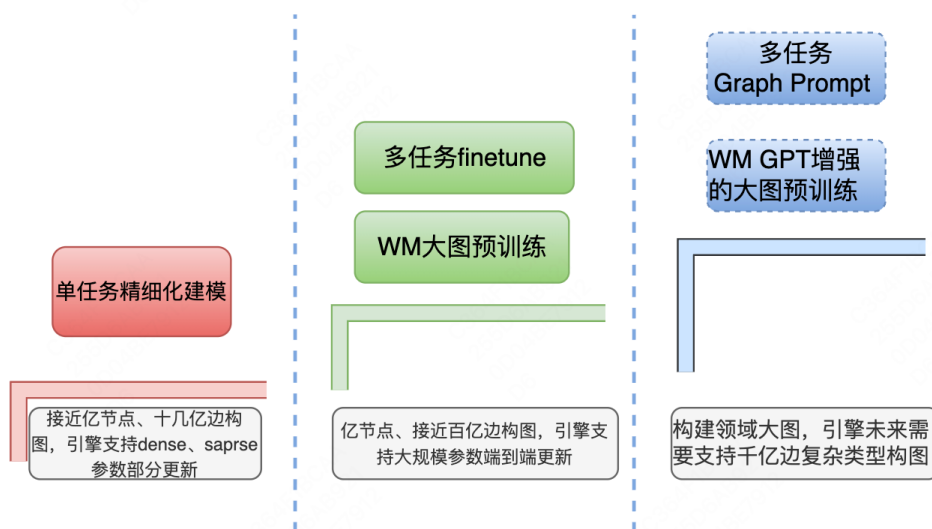 单任务精细化建模
接近亿节点、十几亿边构
图，引擎支持dense、saprse
参数部分更新
多任务finetune
WM大图预训练
亿节点、接近百亿边构图，引擎支
持大规模参数端到端更新
多任务
Graph Prompt
WM GPT增强
的大图预训练
构建领域大图，引擎未来需
要支持千亿边复杂类型构图